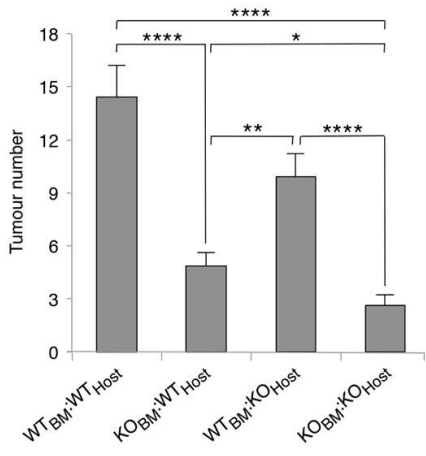 ****
18
**** *
15
** ****
12
9
6
3
0
Tumour number
WTBM:WTHost
KOBM:WTHost
WTBM:KOHost
KOBM:KOHost